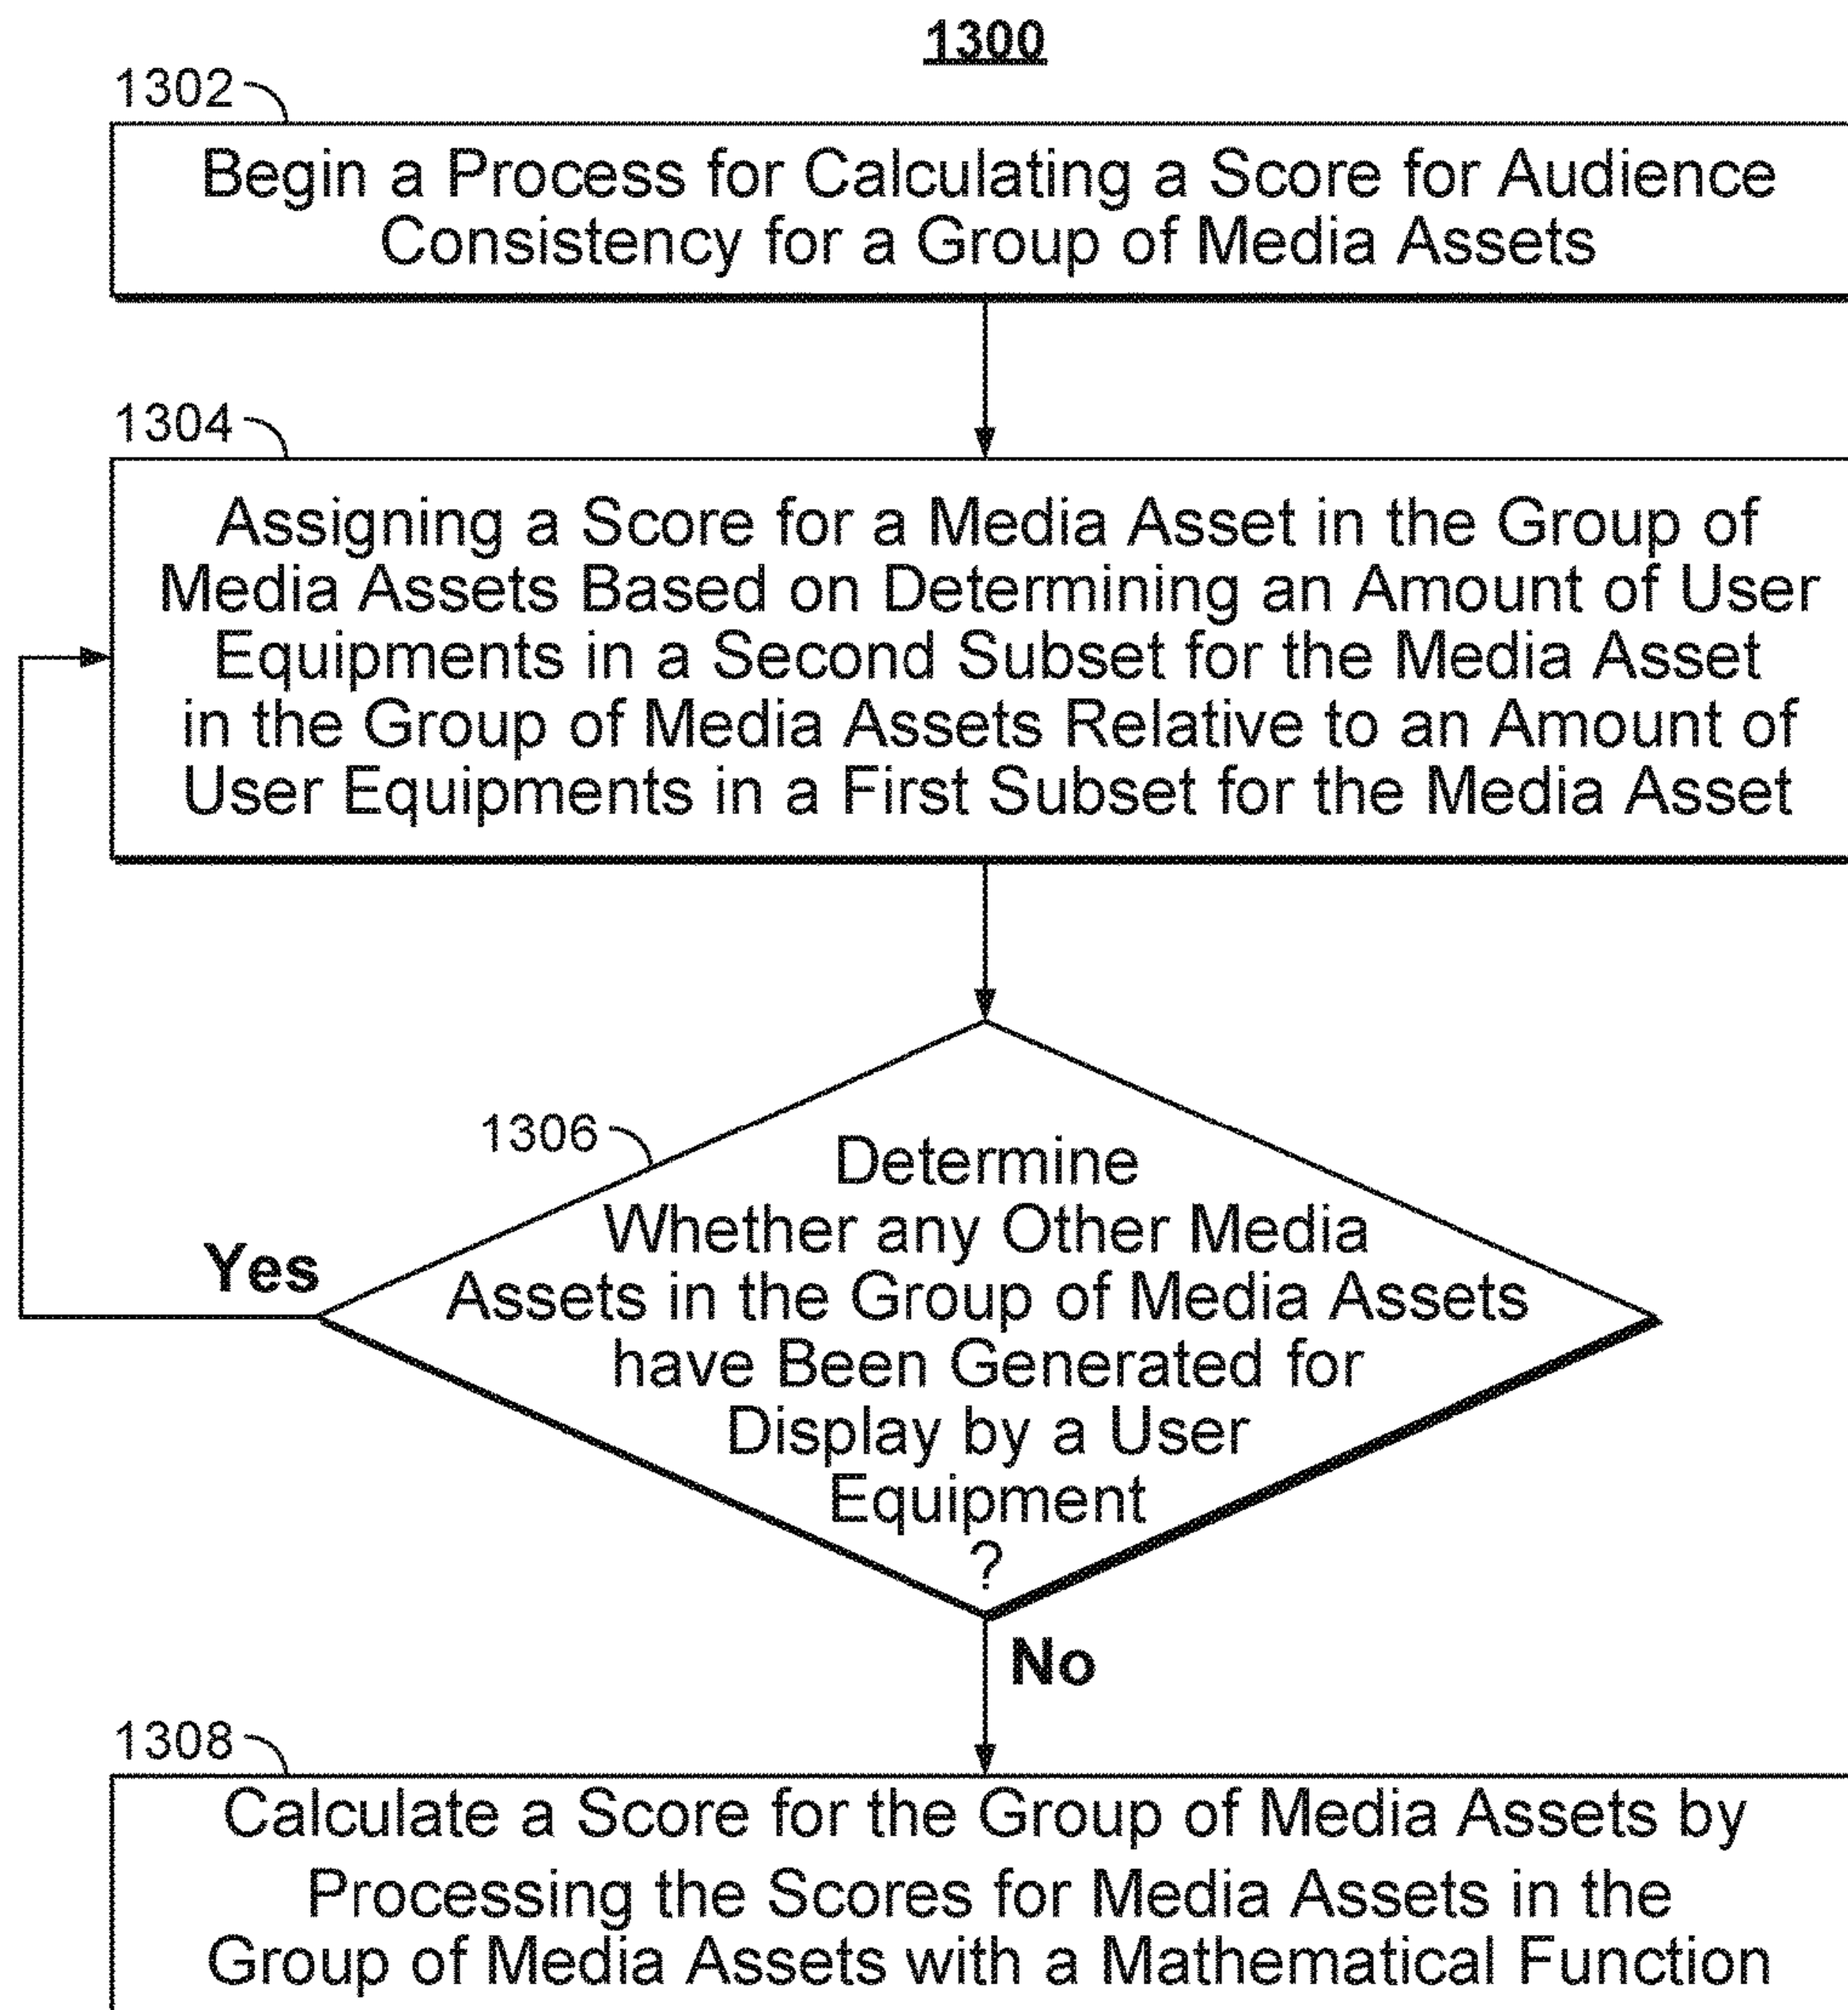 1300
1302
Begin a Process for Calculating a Score for Audience
Consistency for a Group of Media Assets
1304
Assigning a Score for a Media Asset in the Group of
Media Assets Based on Determining an Amount of User
Equipments in a Second Subset for the Media Asset
in the Group of Media Assets Relative to an Amount of
User Equipments in a First Subset for the Media Asset
1306
Determine
Whether any Other Media
Assets in the Group of Media Assets
have Been Generated for
Display by a User
Equipment
?
Yes
No
1308
Calculate a Score for the Group of Media Assets by
Processing the Scores for Media Assets in the
Group of Media Assets with a Mathematical Function